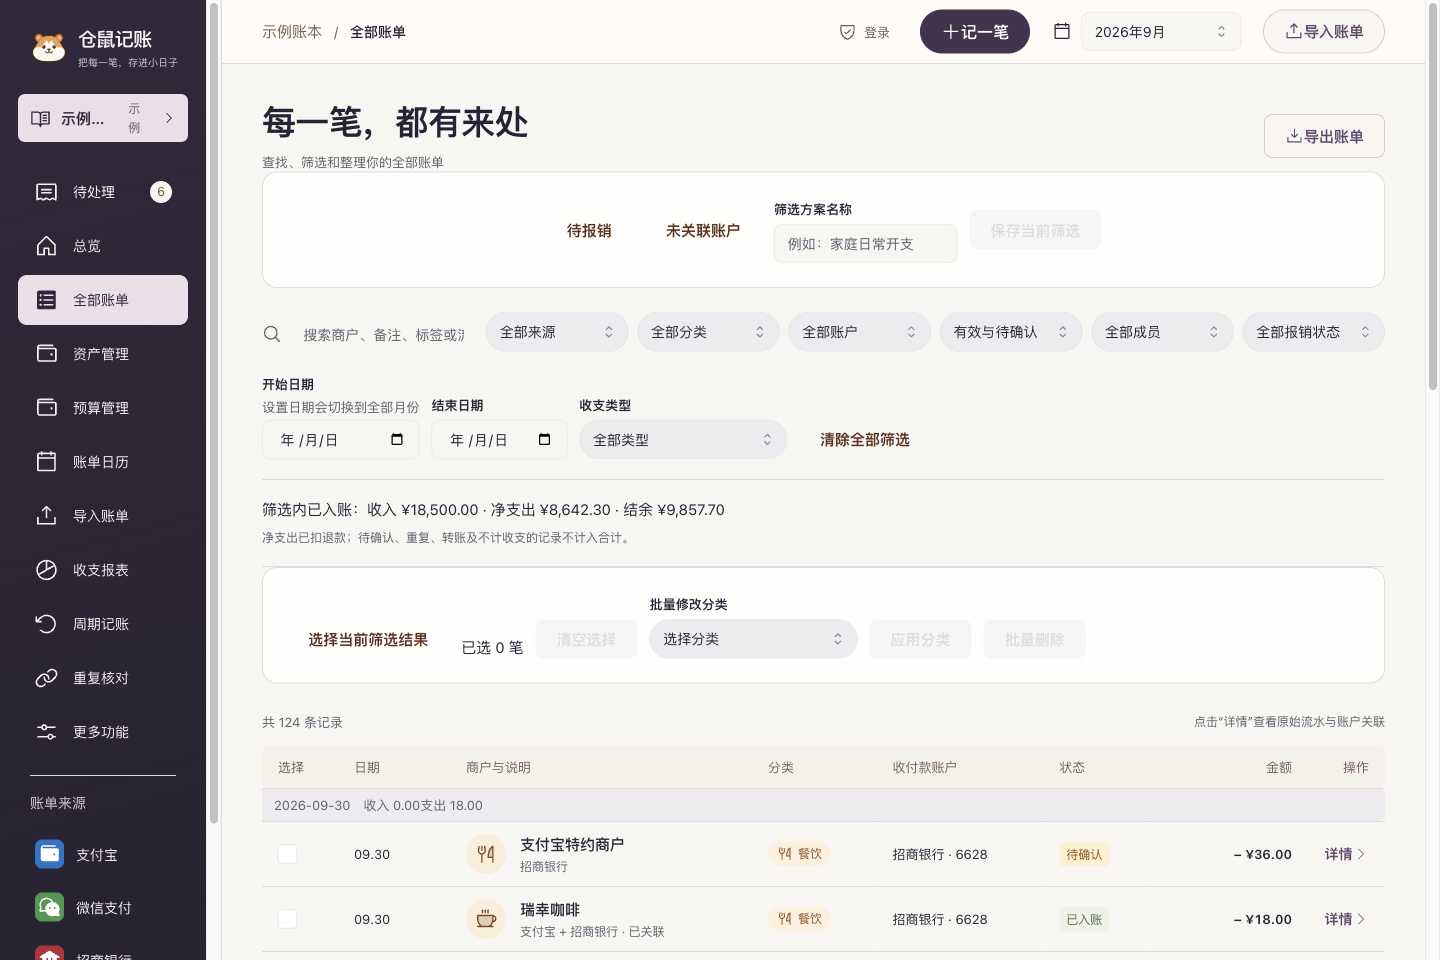 仓鼠记账
把每一笔，存进小日子
示例...
示例
待处理
6
总览
全部账单
资产管理
预算管理
账单日历
导入账单
收支报表
周期记账
重复核对
更多功能
账单来源
支付宝
微信支付
招商银行
示例账本 / 全部账单
登录
记一笔
2026年9月
导入账单
每一笔，都有来处
查找、筛选和整理你的全部账单
导出账单
待报销
未关联账户
筛选方案名称
例如：家庭日常开支
保存当前筛选
搜索商户、备注、标签或
全部来源
全部分类
全部账户
有效与待确认
全部成员
全部报销状态
开始日期
设置日期会切换到全部月份
年 /月/日
结束日期
年 /月/日
收支类型
全部类型
清除全部筛选
筛选内已入账：收入 ¥18,500.00 · 净支出 ¥8,642.30 · 结余 ¥9,857.70
净支出已扣退款；待确认、重复、转账及不计收支的记录不计入合计。
选择当前筛选结果
已选 0 笔
清空选择
批量修改分类
选择分类
应用分类
批量删除
共 124 条记录
点击“详情”查看原始流水与账户关联
选择 日期 商户与说明 分类 收付款账户 状态 金额 操作
2026-09-30 收入 0.00支出 18.00
09.30 支付宝特约商户 餐饮 招商银行 · 6628 待确认 − ¥36.00 详情
招商银行
09.30 瑞幸咖啡 餐饮 招商银行 · 6628 已入账 − ¥18.00 详情
支付宝 + 招商银行 · 已关联